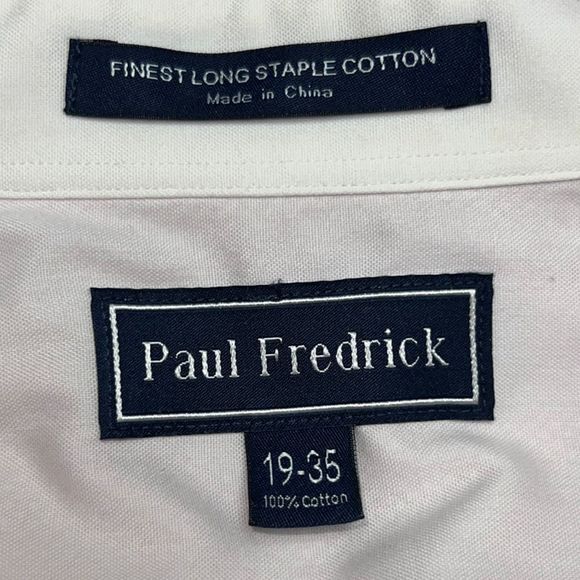 FINEST LONG STAPLE COTTON
Made in China
Paul Fredrick
19-35
100% Cotton